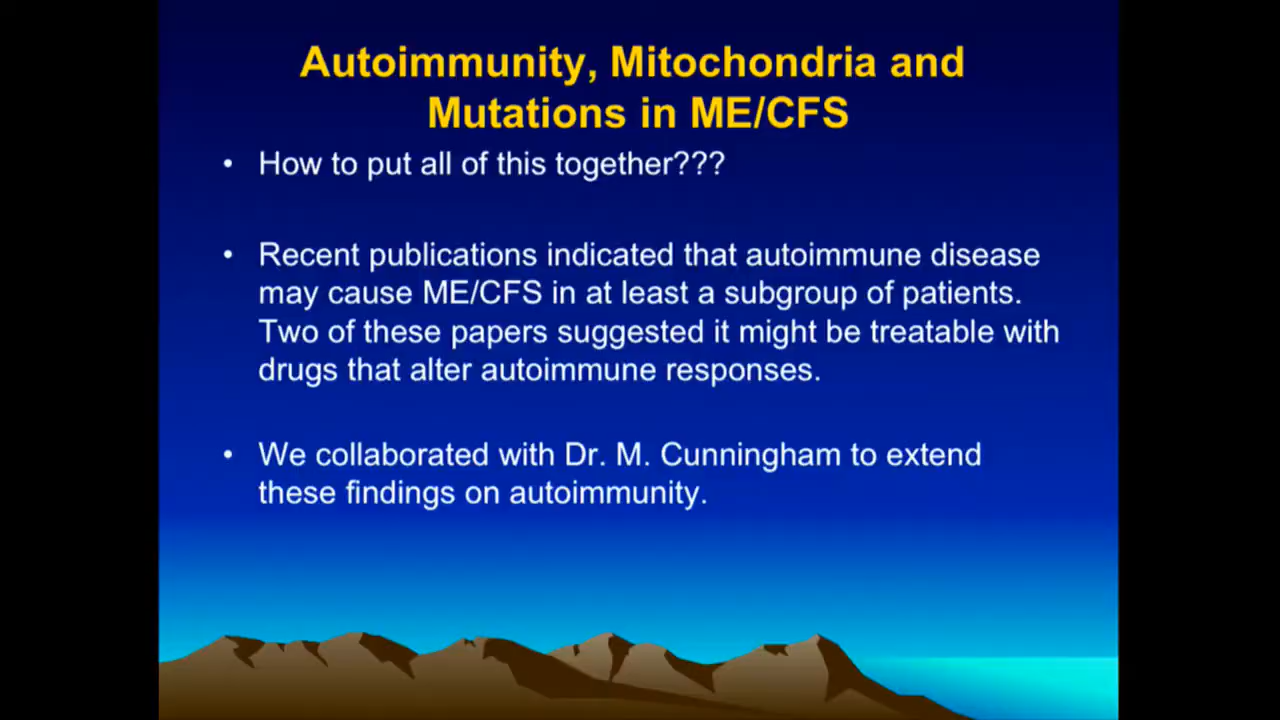 Autoimmunity, Mitochondria and
Mutations in ME/CFS
• How to put all of this together???
• Recent publications indicated that autoimmune disease
may cause ME/CFS in at least a subgroup of patients.
Two of these papers suggested it might be treatable with
drugs that alter autoimmune responses.
• We collaborated with Dr. M. Cunningham to extend
these findings on autoimmunity.